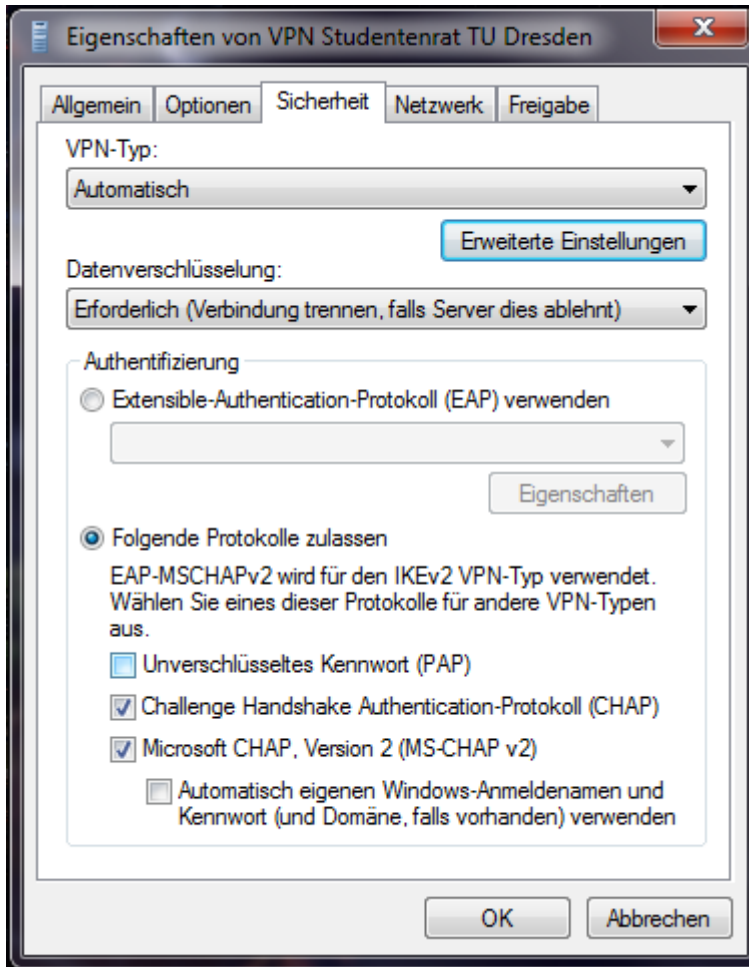 Eigenschaften von VPN Studentenrat TU Dresden
Allgemein Optionen Sicherheit Netzwerk Freigabe
VPN-Typ:
Automatisch
Erweiterte Einstellungen
Datenverschlüsselung:
Erforderlich (Verbindung trennen, falls Server dies ablehnt)
Authentifizierung
Extensible-Authentication-Protokoll (EAP) verwenden
Eigenschaften
Folgende Protokolle zulassen
EAP-MSCHAPv2 wird für den IKEv2 VPN-Typ verwendet.
Wählen Sie eines dieser Protokolle für andere VPN-Typen
aus.
Unverschlüsseltes Kennwort (PAP)
Challenge Handshake Authentication-Protokoll (CHAP)
Microsoft CHAP, Version 2 (MS-CHAP v2)
Automatisch eigenen Windows-Anmeldenamen und
Kennwort (und Domäne, falls vorhanden) verwenden
OK Abbrechen